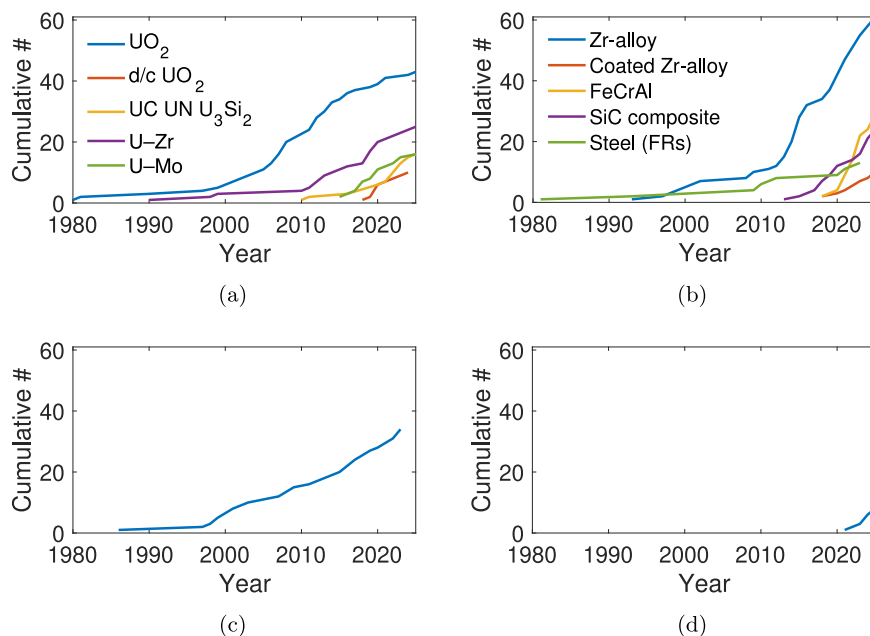 60
40
20
0
Cumulative #
UO₂
d/c UO₂
UC UN U₃Si₂
U–Zr
U–Mo
1980 1990 2000 2010 2020
Year
(a)
60
40
20
0
Cumulative #
Zr-alloy
Coated Zr-alloy
FeCrAl
SiC composite
Steel (FRs)
1980 1990 2000 2010 2020
Year
(b)
60
40
20
0
Cumulative #
1980 1990 2000 2010 2020
Year
(c)
60
40
20
0
Cumulative #
1980 1990 2000 2010 2020
Year
(d)